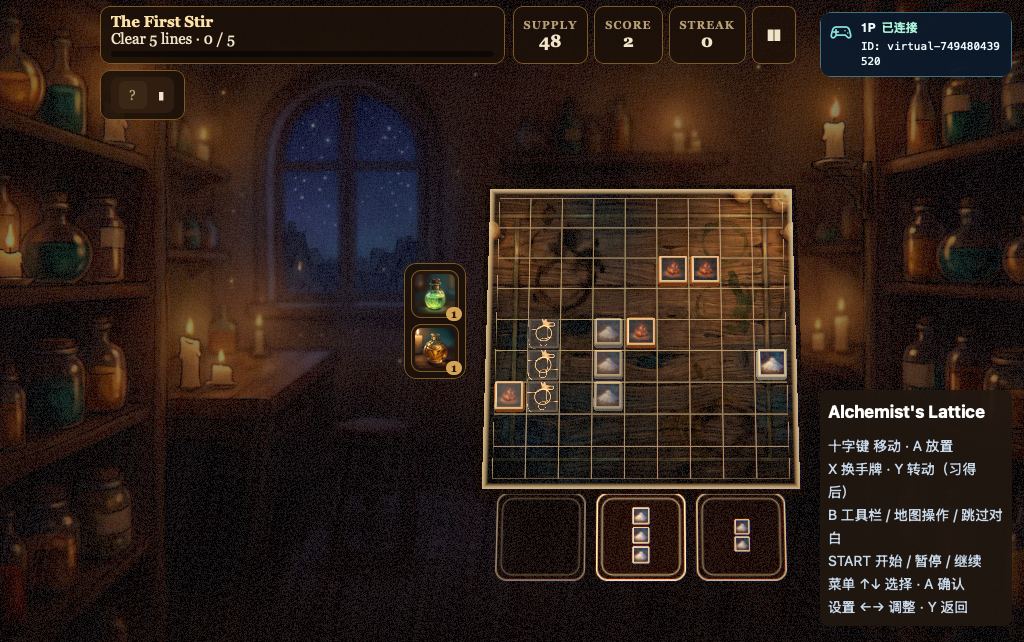 The First Stir
Clear 5 lines · 0 / 5
SUPPLY
48
SCORE
2
STREAK
0
1P 已连接
ID: virtual-749480439
520
?
1
1
Alchemist's Lattice
十字键 移动 · A 放置
X 换手牌 · Y 转动（习得
后）
B 工具栏 / 地图操作 / 跳过对
白
START 开始 / 暂停 / 继续
菜单 ↑↓ 选择 · A 确认
设置 ←→ 调整 · Y 返回